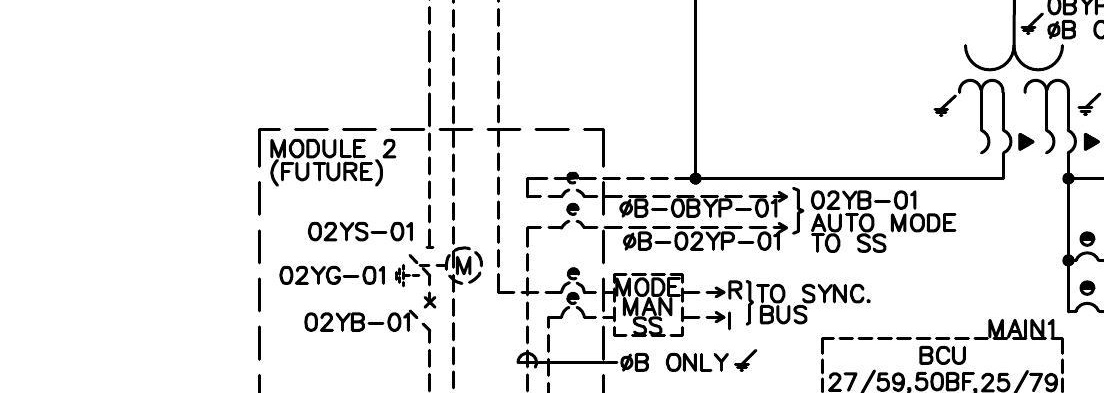 0BYP
ØB O
MODULE 2
(FUTURE)
ØB-0BYP-01
02YB-01
AUTO MODE
TO SS
ØB-02YP-01
02YS-01
02YG-01
M
02YB-01
MODE
MAN
SS
R
I
TO SYNC.
BUS
ØB ONLY
MAIN1
BCU
27/59,50BF,25/79